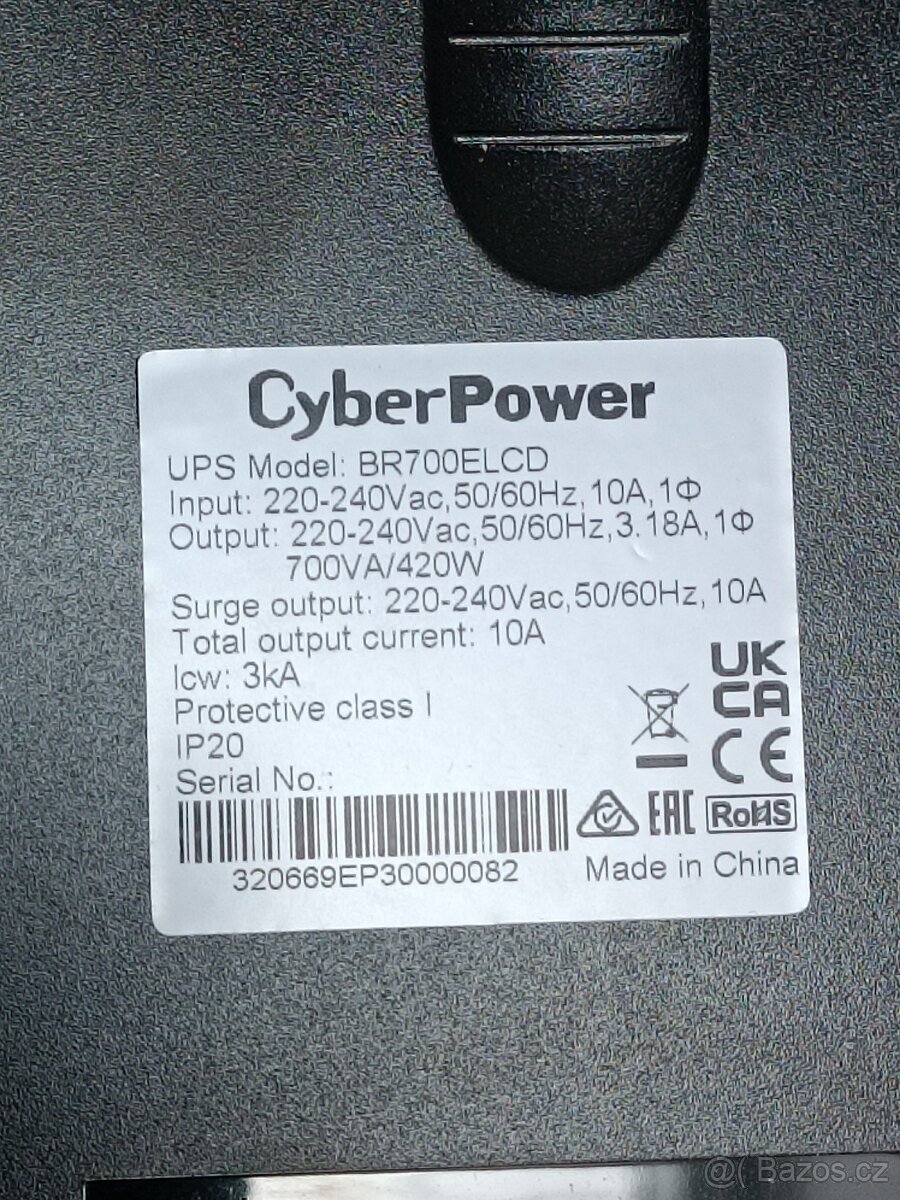 CyberPower
UPS Model: BR700ELCD
Input: 220-240Vac,50/60Hz,10A,1Φ
Output: 220-240Vac,50/60Hz,3.18A,1Φ
700VA/420W
Surge output: 220-240Vac,50/60Hz,10A
Total output current: 10A
Icw: 3kA
Protective class I
IP20
Serial No.:
UK
CA
CE
EAC
RoHS
320669EP30000082
Made in China
@( Bazos.cz